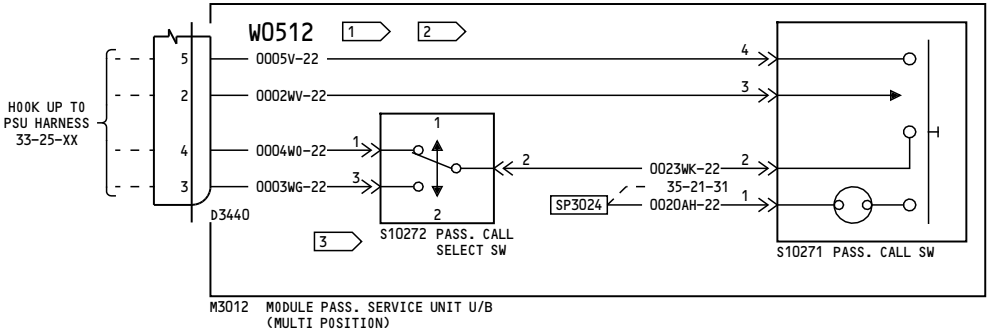 W0512 1 2
5 0005V-22 4
2 0002WV-22 3
HOOK UP TO
PSU HARNESS
33-25-XX
1
4 0004WO-22 1 2 0023WK-22 2
3 0003WG-22 3 35-21-31
SP3024 0020AH-22 1
2
D3440
3
S10272 PASS. CALL
SELECT SW
S10271 PASS. CALL SW
M3012 MODULE PASS. SERVICE UNIT U/B
(MULTI POSITION)